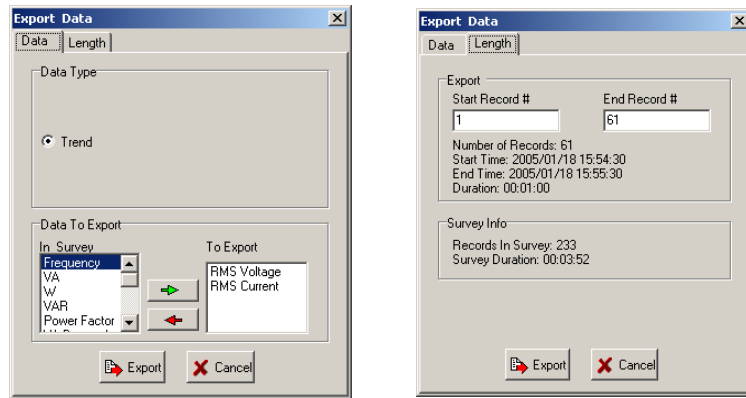 Export Data
Data
Length
Data Type
Trend
Data To Export
In Survey
To Export
Frequency
VA
W
VAR
Power Factor
RMS Voltage
RMS Current
Export
Cancel
Export Data
Data
Length
Export
Start Record #
End Record #
1
61
Number of Records: 61
Start Time: 2005/01/18 15:54:30
End Time: 2005/01/18 15:55:30
Duration: 00:01:00
Survey Info
Records In Survey: 233
Survey Duration: 00:03:52
Export
Cancel